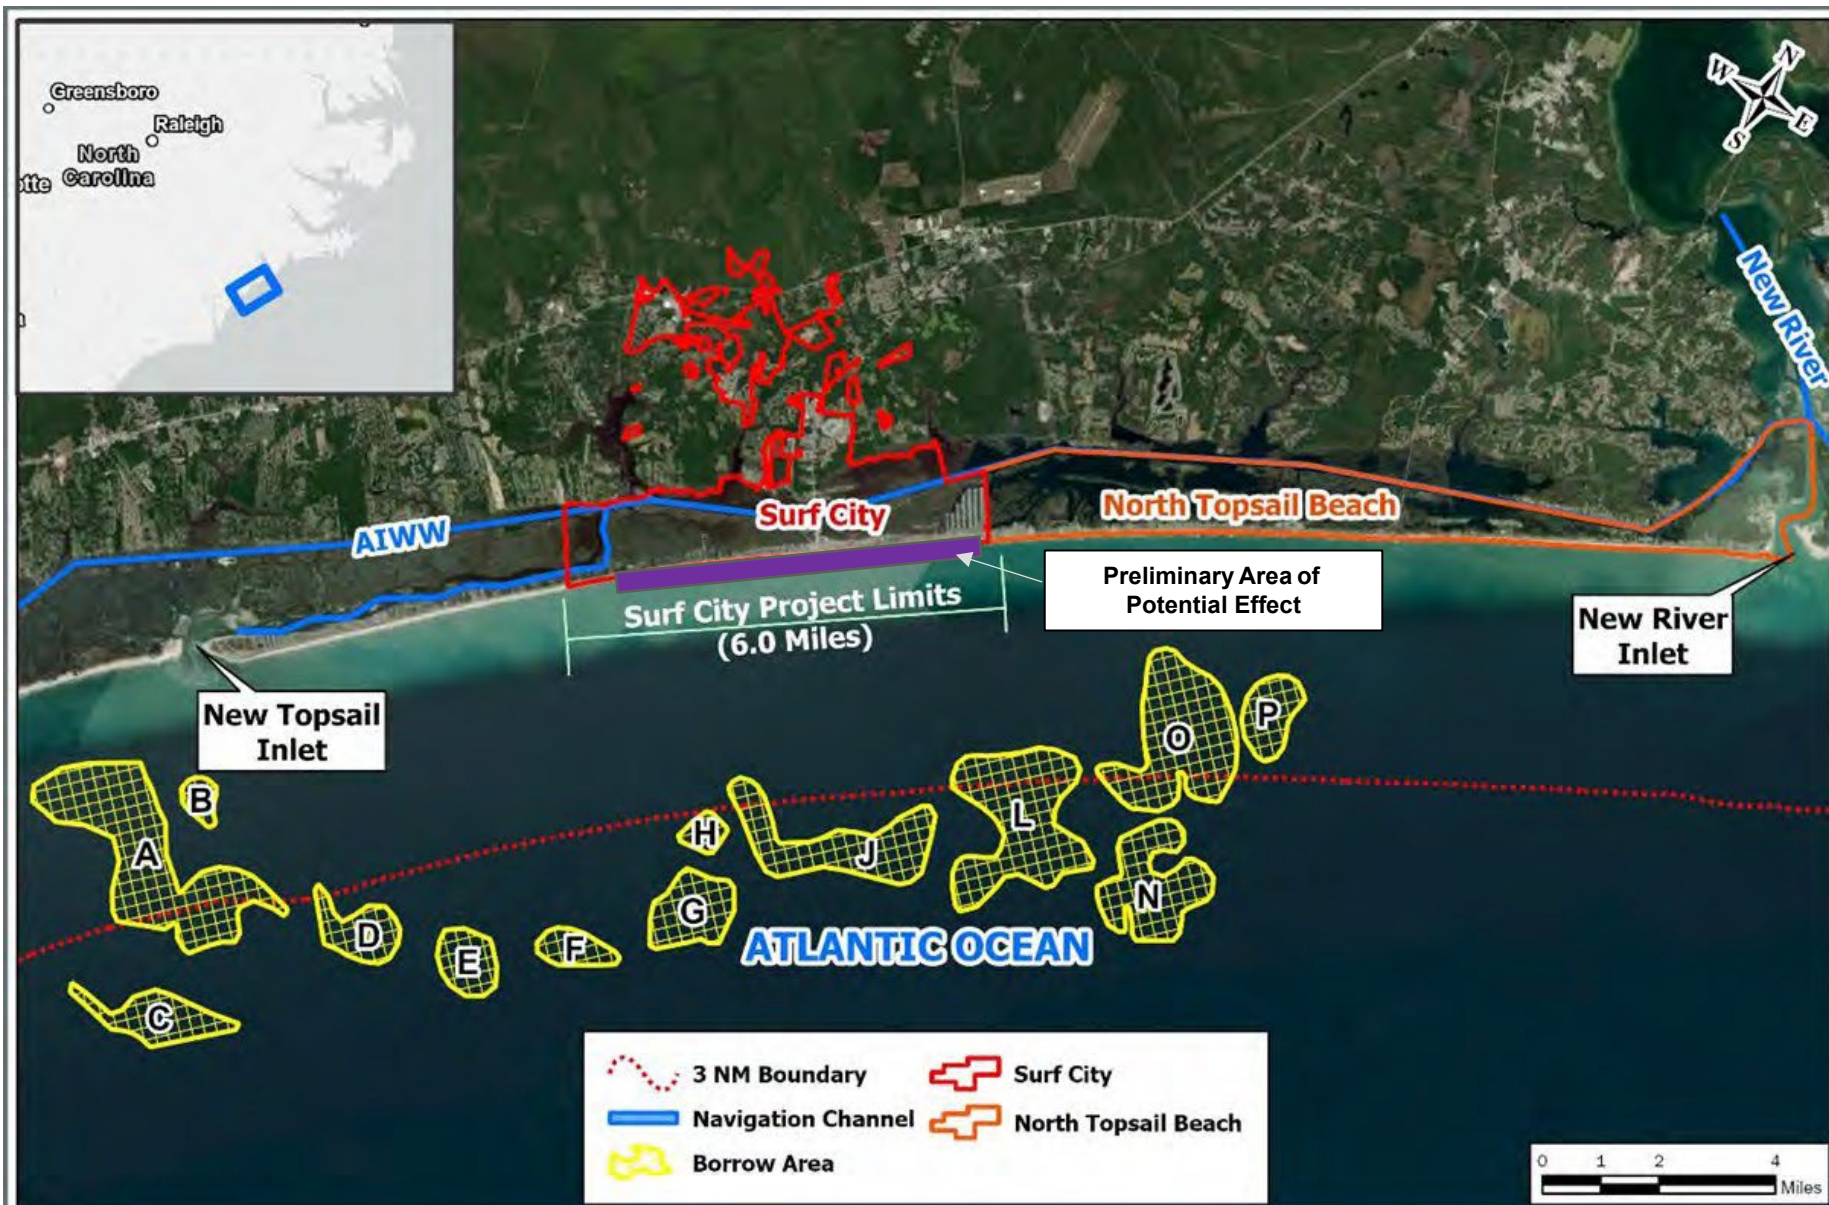 Greensboro
Raleigh
North
Carolina
otte
N
W
E
S
New River
AIWW
Surf City
North Topsail Beach
Preliminary Area of
Potential Effect
Surf City Project Limits
(6.0 Miles)
New River
Inlet
New Topsail
Inlet
A
B
C
D
E
F
G
H
J
L
N
O
P
ATLANTIC OCEAN
3 NM Boundary
Surf City
Navigation Channel
North Topsail Beach
Borrow Area
0 1 2 4
Miles